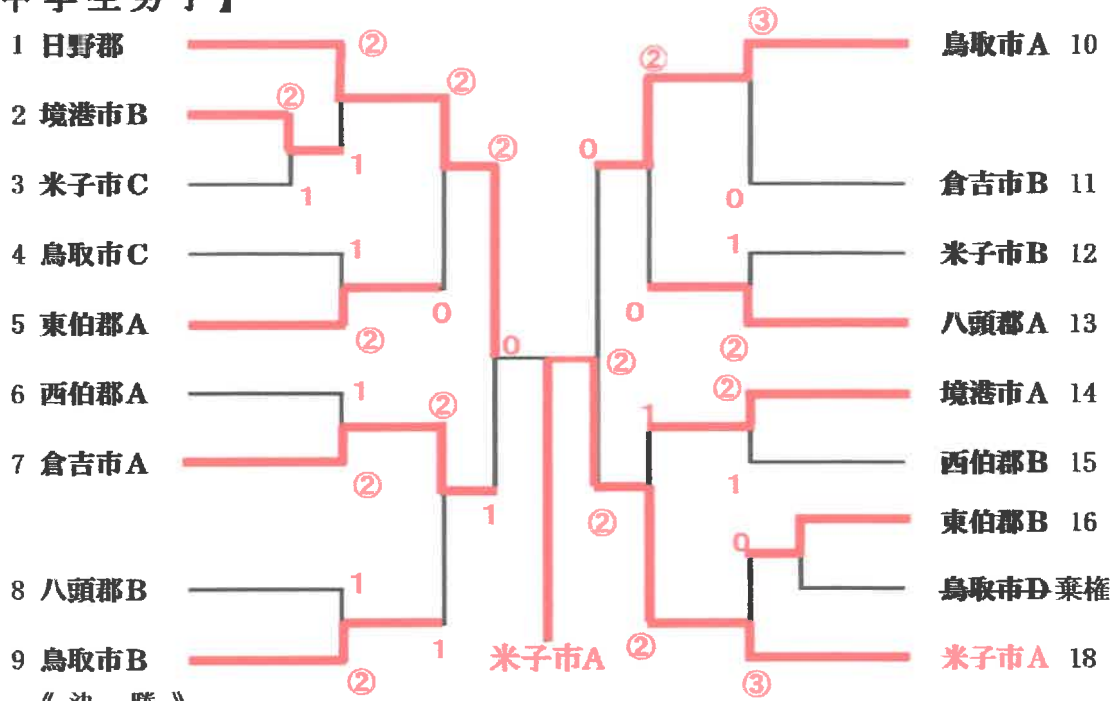 中学生男子】
③
1 日野郡 ② 鳥取市A 10
② ②
2 境港市B ②
② 0
1
3 米子市C 1 0 倉吉市B 11
4 鳥取市C 1 1 米子市B 12
0 0
5 東伯郡A ② 0 ② ② 八頭郡A 13
6 西伯郡A 1 ② 1 ② 境港市A 14
7 倉吉市A ② 1 1 西伯郡B 15
② 0 東伯郡B 16
8 八頭郡B 1 鳥取市D 棄権
1 米子市A ②
9 鳥取市B ② ③ 米子市A 18